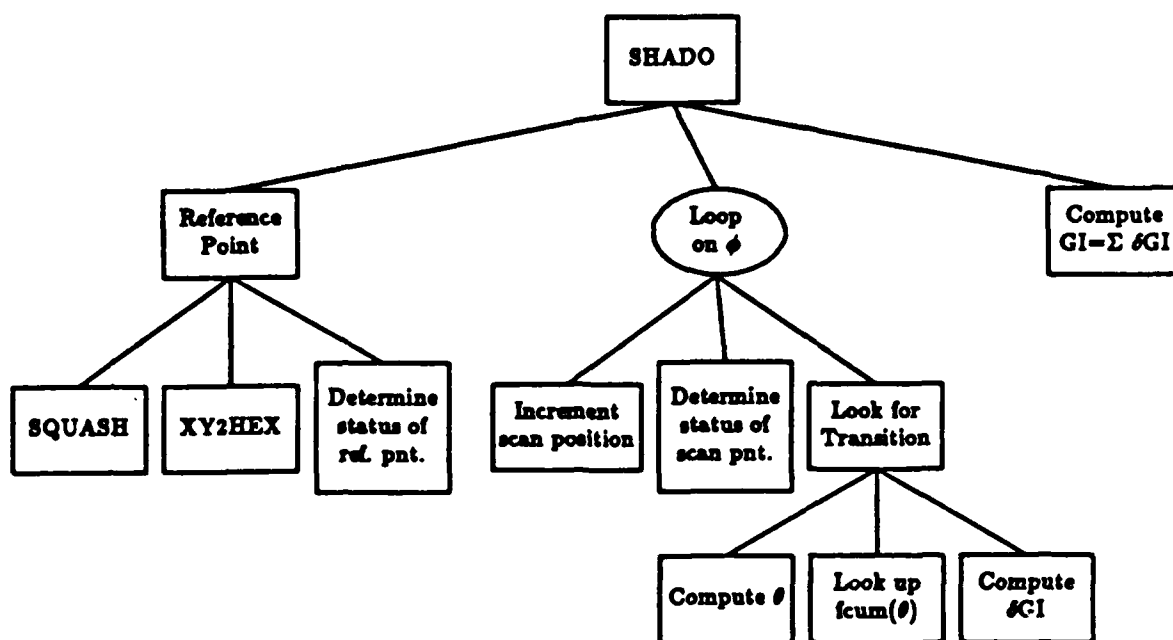 SHADO
Reference
Point
Loop
on ϕ
Compute
GI=Σ δGI
SQUASH
XY2HEX
Determine
status of
ref. pnt.
Increment
scan position
Determine
status of
scan pnt.
Look for
Transition
Compute θ
Look up
fcum(θ)
Compute
δGI